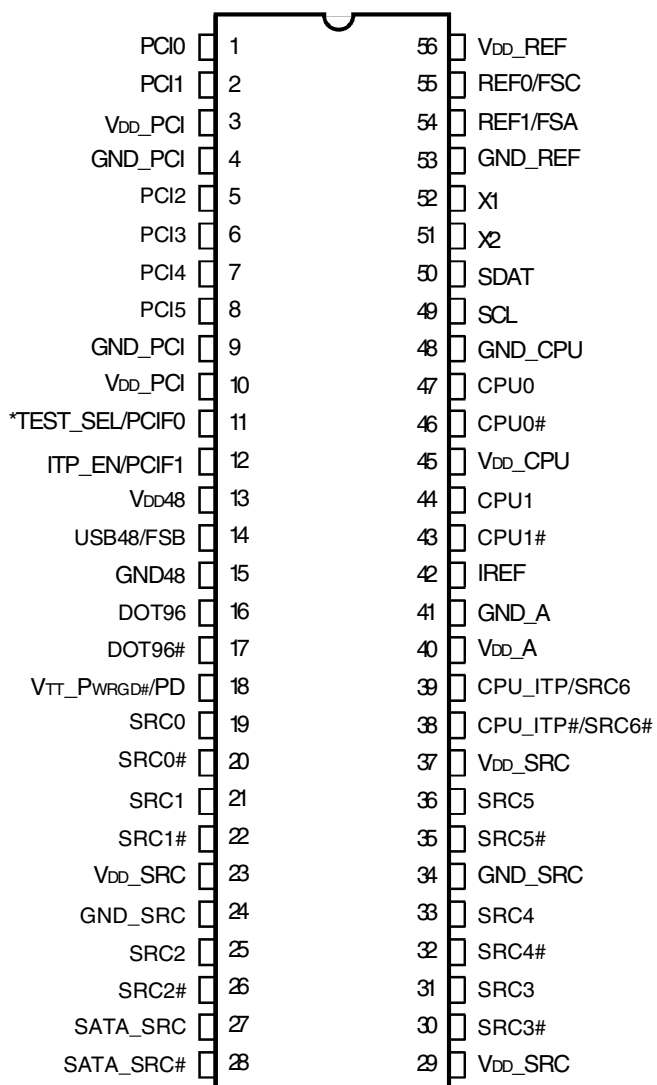 PCI0 1 56 VDD_REF
PCI1 2 55 REF0/FSC
VDD_PCI 3 54 REF1/FSA
GND_PCI 4 53 GND_REF
PCI2 5 52 X1
PCI3 6 51 X2
PCI4 7 50 SDAT
PCI5 8 49 SCL
GND_PCI 9 48 GND_CPU
VDD_PCI 10 47 CPU0
*TEST_SEL/PCIF0 11 46 CPU0#
ITP_EN/PCIF1 12 45 VDD_CPU
VDD48 13 44 CPU1
USB48/FSB 14 43 CPU1#
GND48 15 42 IREF
DOT96 16 41 GND_A
DOT96# 17 40 VDD_A
VTT_PWRGD#/PD 18 39 CPU_ITP/SRC6
SRC0 19 38 CPU_ITP#/SRC6#
SRC0# 20 37 VDD_SRC
SRC1 21 36 SRC5
SRC1# 22 35 SRC5#
VDD_SRC 23 34 GND_SRC
GND_SRC 24 33 SRC4
SRC2 25 32 SRC4#
SRC2# 26 31 SRC3
SATA_SRC 27 30 SRC3#
SATA_SRC# 28 29 VDD_SRC